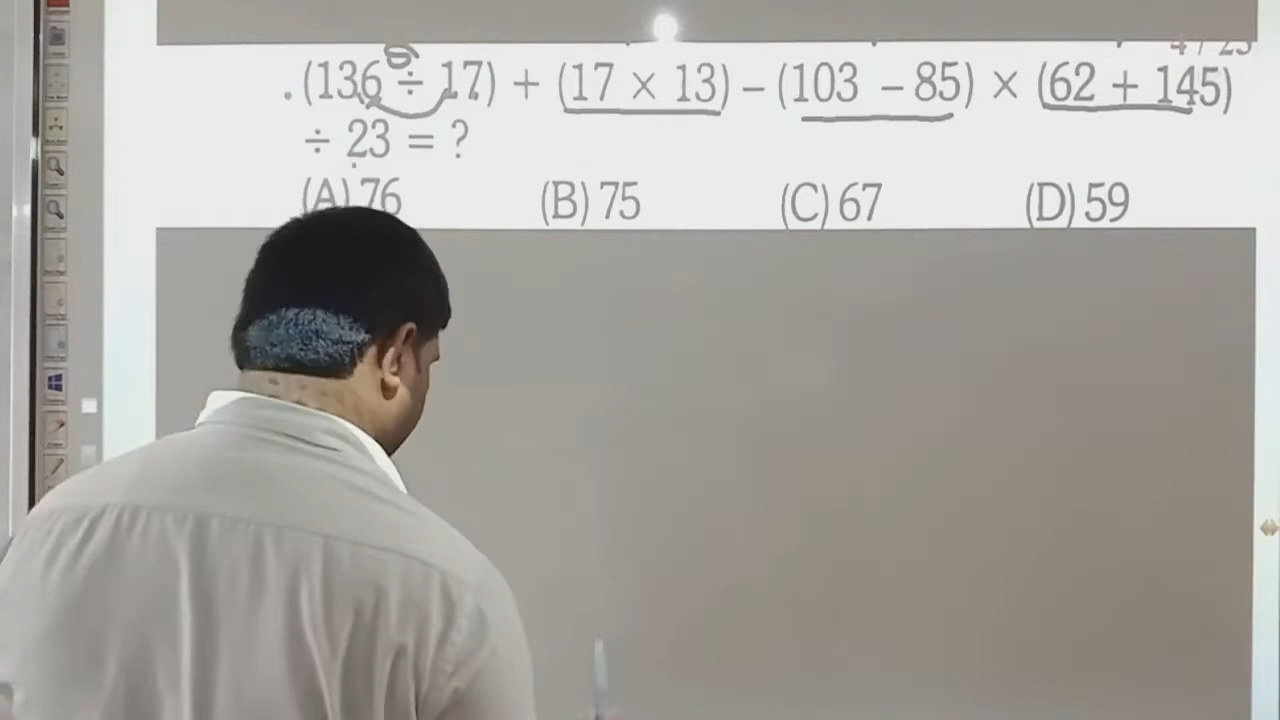 . (136 ÷ 17) + (17 × 13) – (103 – 85) × (62 + 145)
÷ 23 = ?
(A) 76 (B) 75 (C) 67 (D) 59